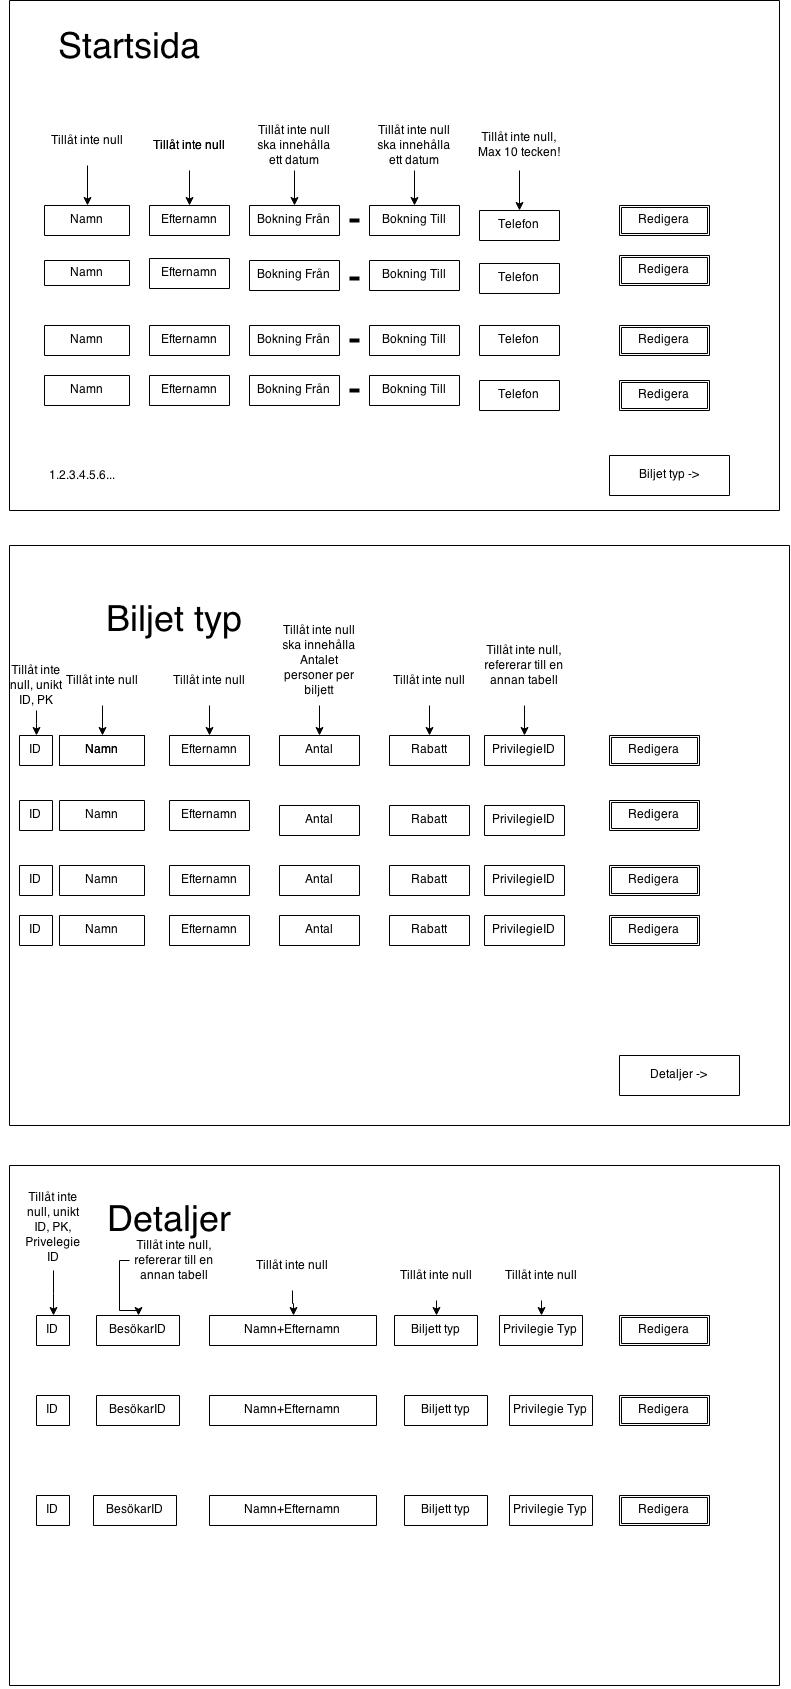 Startsida
Tillåt inte null
Tillåt inte null
Tillåt inte null
ska innehålla
ett datum
Tillåt inte null
ska innehålla
ett datum
Tillåt inte null,
Max 10 tecken!
Namn
Efternamn
Bokning Från
-
Bokning Till
Telefon
Redigera
Namn
Efternamn
Bokning Från
-
Bokning Till
Telefon
Redigera
Namn
Efternamn
Bokning Från
-
Bokning Till
Telefon
Redigera
Namn
Efternamn
Bokning Från
-
Bokning Till
Telefon
Redigera
1.2.3.4.5.6...
Biljet typ ->
Biljet typ
Tillåt inte
null, unikt
ID, PK
Tillåt inte null
Tillåt inte null
Tillåt inte null
ska innehålla
Antalet
personer per
biljett
Tillåt inte null
Tillåt inte null,
refererar till en
annan tabell
ID
Namn
Efternamn
Antal
Rabatt
PrivilegieID
Redigera
ID
Namn
Efternamn
Antal
Rabatt
PrivilegieID
Redigera
ID
Namn
Efternamn
Antal
Rabatt
PrivilegieID
Redigera
ID
Namn
Efternamn
Antal
Rabatt
PrivilegieID
Redigera
Detaljer ->
Detaljer
Tillåt inte
null, unikt
ID, PK,
Privelegie
ID
Tillåt inte null,
refererar till en
annan tabell
Tillåt inte null
Tillåt inte null
Tillåt inte null
ID
BesökarID
Namn+Efternamn
Biljett typ
Privilegie Typ
Redigera
ID
BesökarID
Namn+Efternamn
Biljett typ
Privilegie Typ
Redigera
ID
BesökarID
Namn+Efternamn
Biljett typ
Privilegie Typ
Redigera